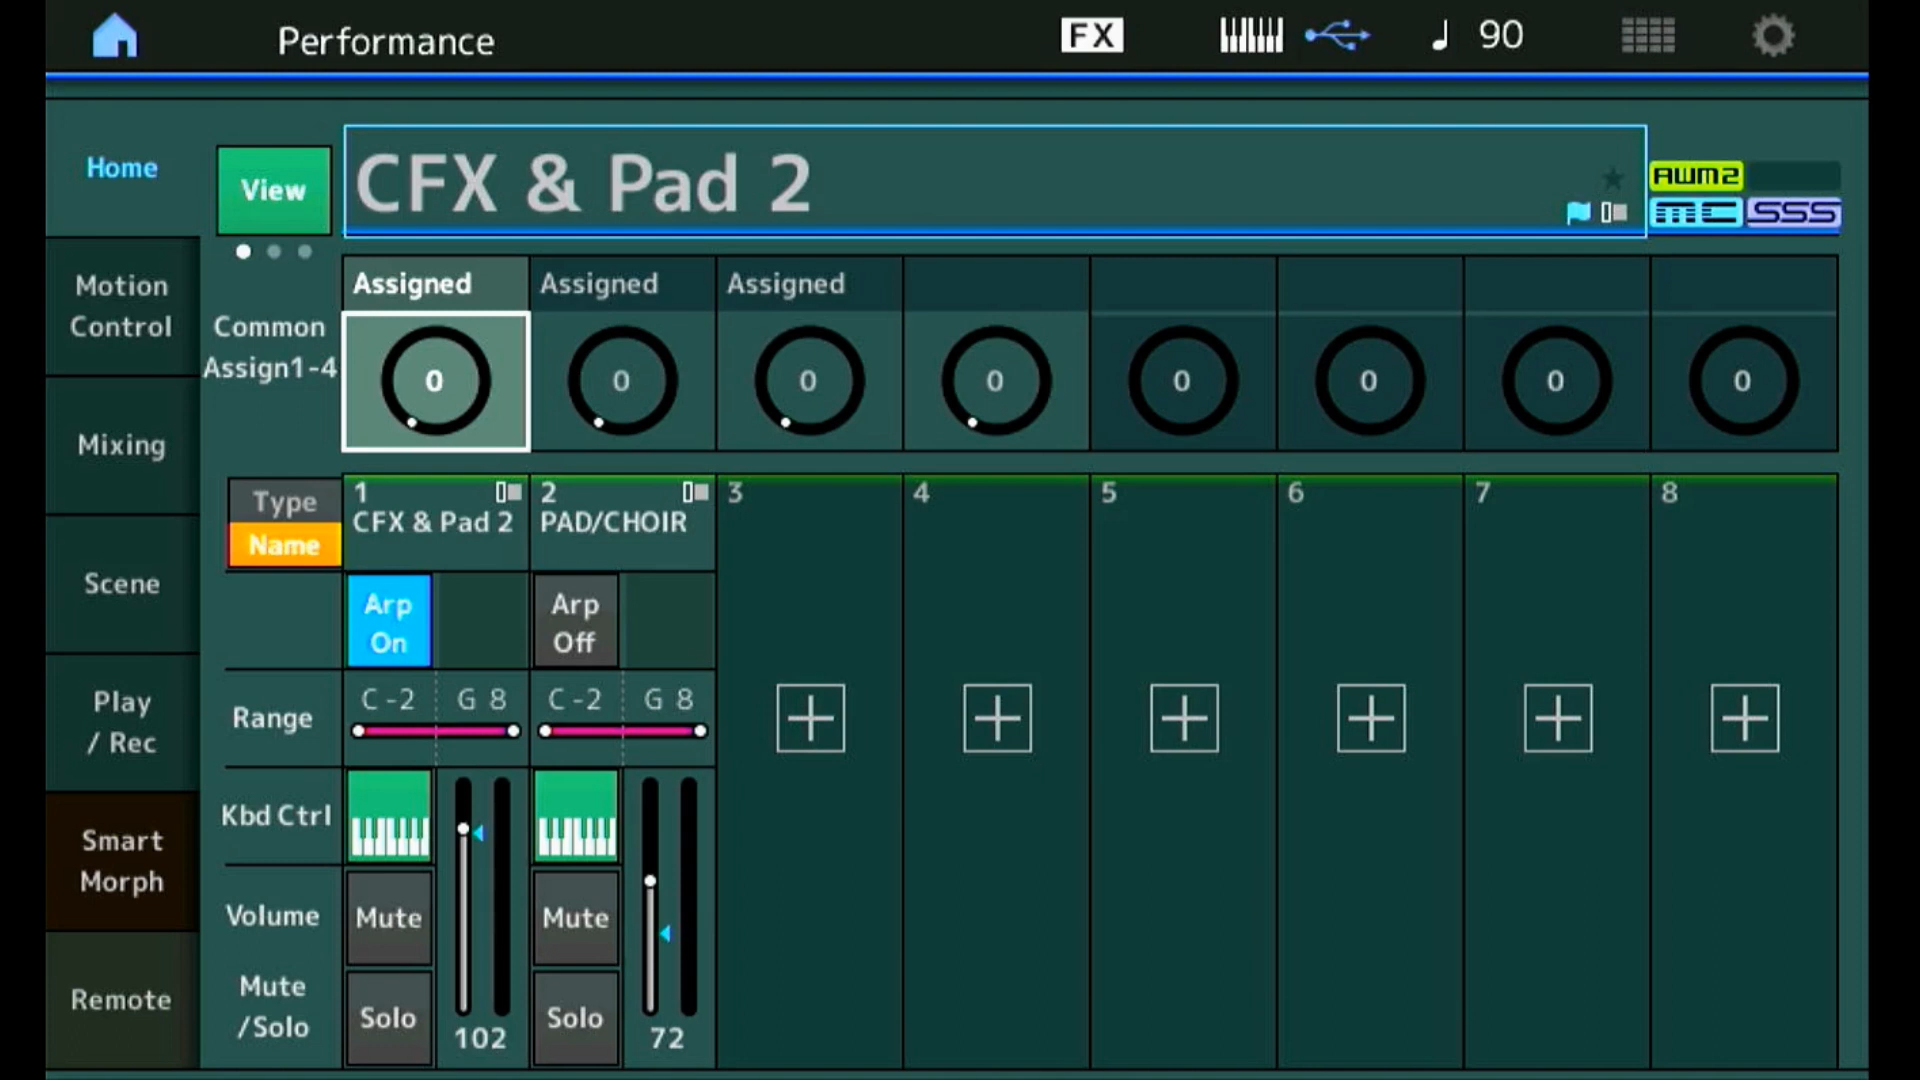 Performance
FX
90
Home
View
CFX & Pad 2
AWM2
MC SSS
Motion
Control
Common
Assign1-4
Assigned
Assigned
Assigned
0
0
0
0
0
0
0
0
Mixing
Type
Name
1
CFX & Pad 2
2
PAD/CHOIR
3
4
5
6
7
8
Scene
Arp
On
Arp
Off
Play
/ Rec
Range
C -2
G 8
C -2
G 8
Smart
Morph
Kbd Ctrl
Volume
Mute
Mute
Remote
Mute
/Solo
Solo
102
Solo
72